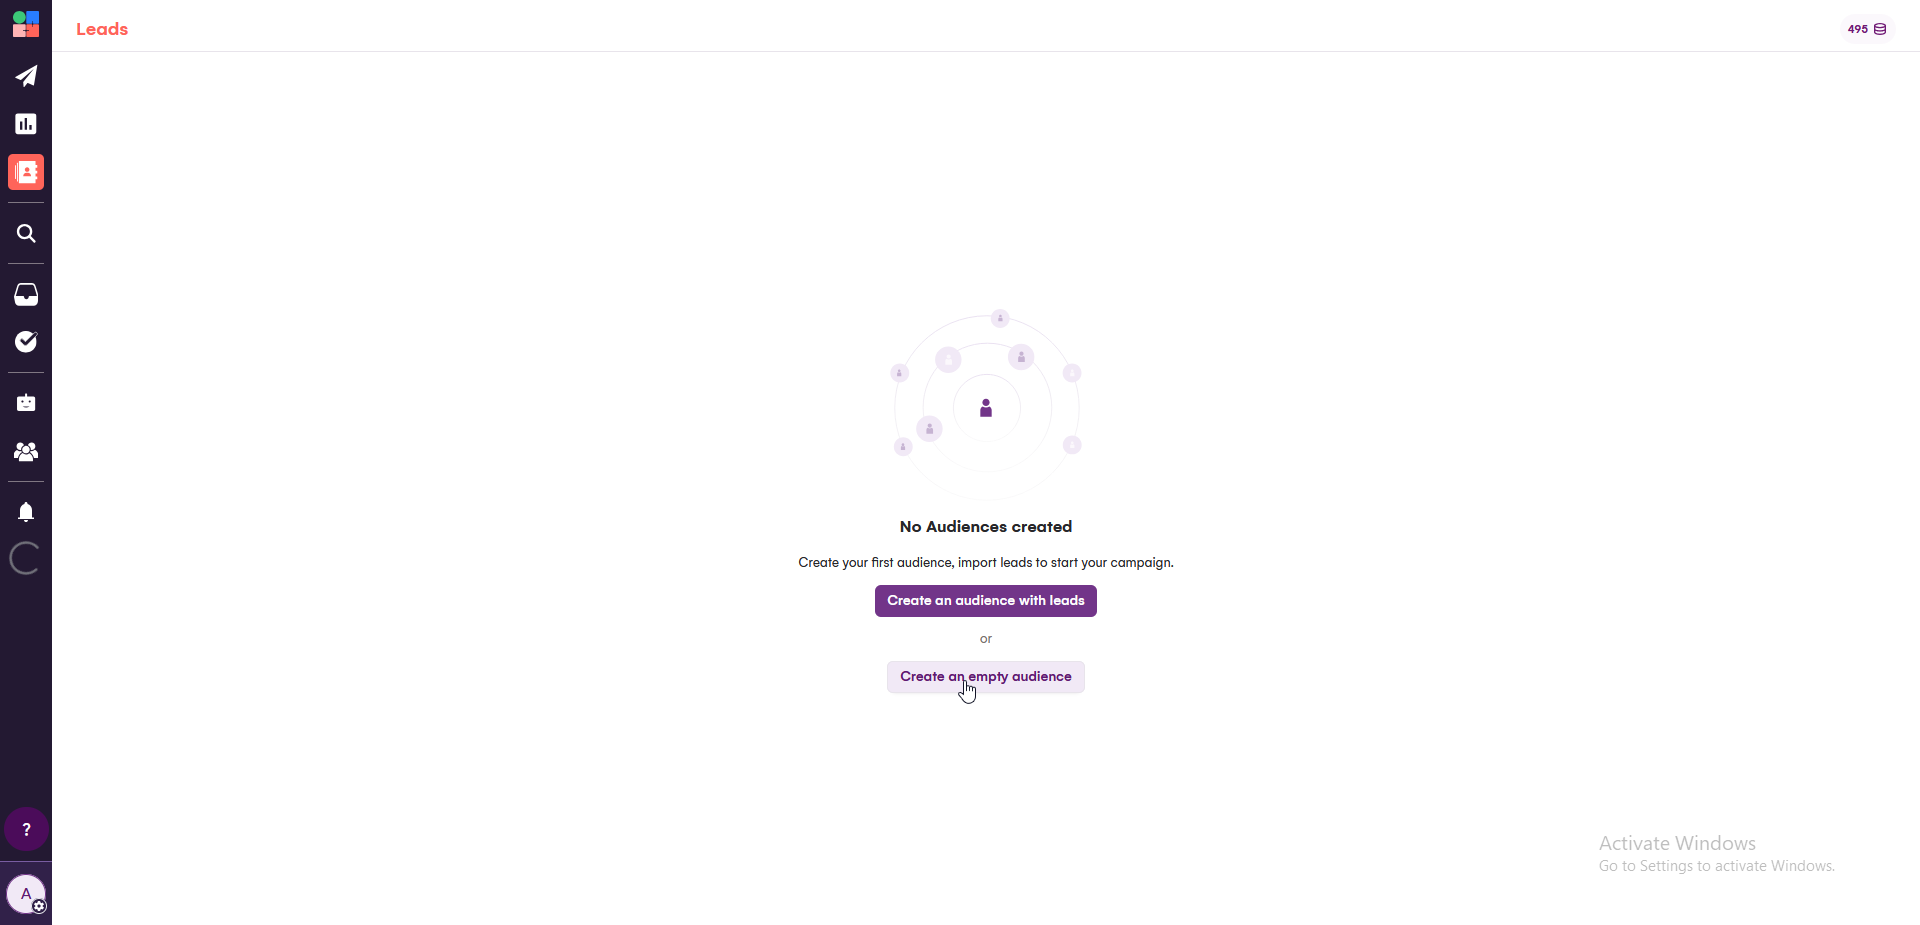 Leads
495
No Audiences created
Create your first audience, import leads to start your campaign.
Create an audience with leads
or
Create an empty audience
Activate Windows
Go to Settings to activate Windows.
?
A